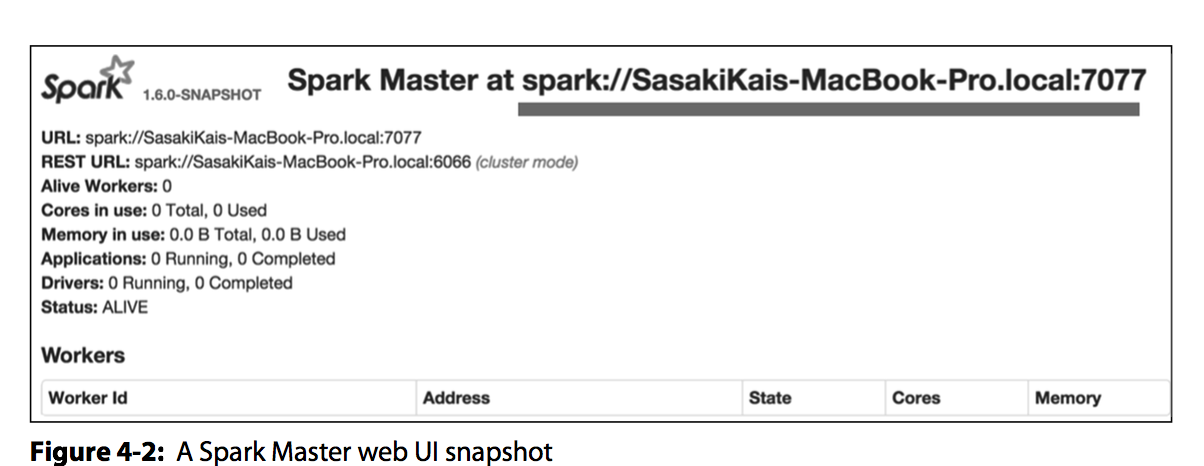 Spark 1.6.0-SNAPSHOT Spark Master at spark://SasakiKais-MacBook-Pro.local:7077
URL: spark://SasakiKais-MacBook-Pro.local:7077
REST URL: spark://SasakiKais-MacBook-Pro.local:6066 (cluster mode)
Alive Workers: 0
Cores in use: 0 Total, 0 Used
Memory in use: 0.0 B Total, 0.0 B Used
Applications: 0 Running, 0 Completed
Drivers: 0 Running, 0 Completed
Status: ALIVE
Workers
Worker Id Address State Cores Memory
Figure 4-2: A Spark Master web UI snapshot